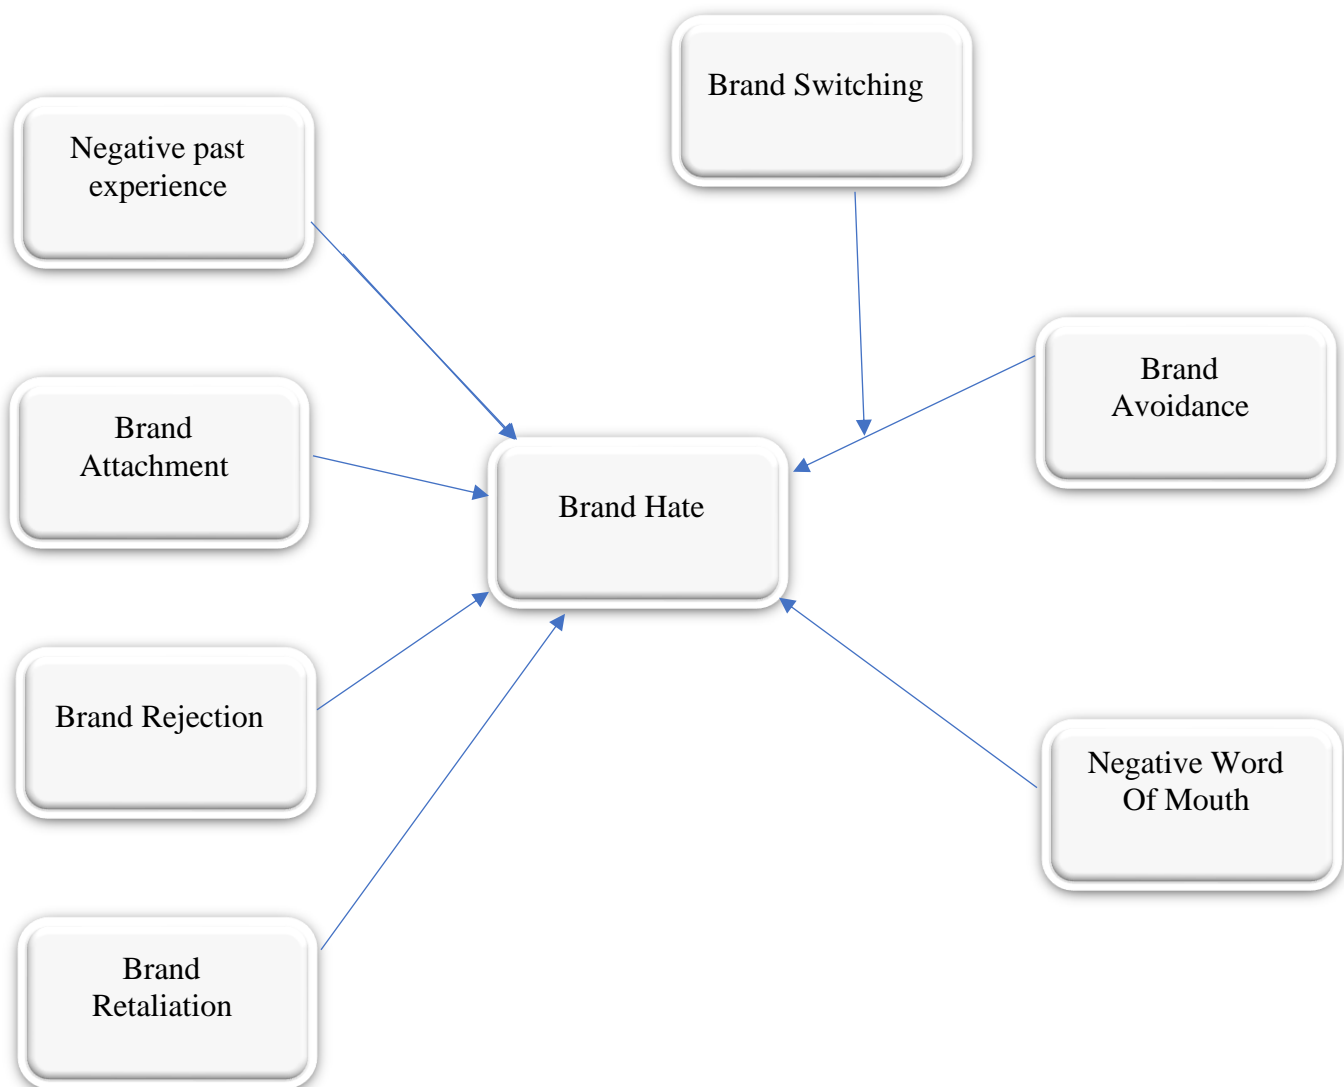 Brand Switching
Negative past
experience
Brand
Avoidance
Brand
Attachment
Brand Hate
Brand Rejection
Negative Word
Of Mouth
Brand
Retaliation